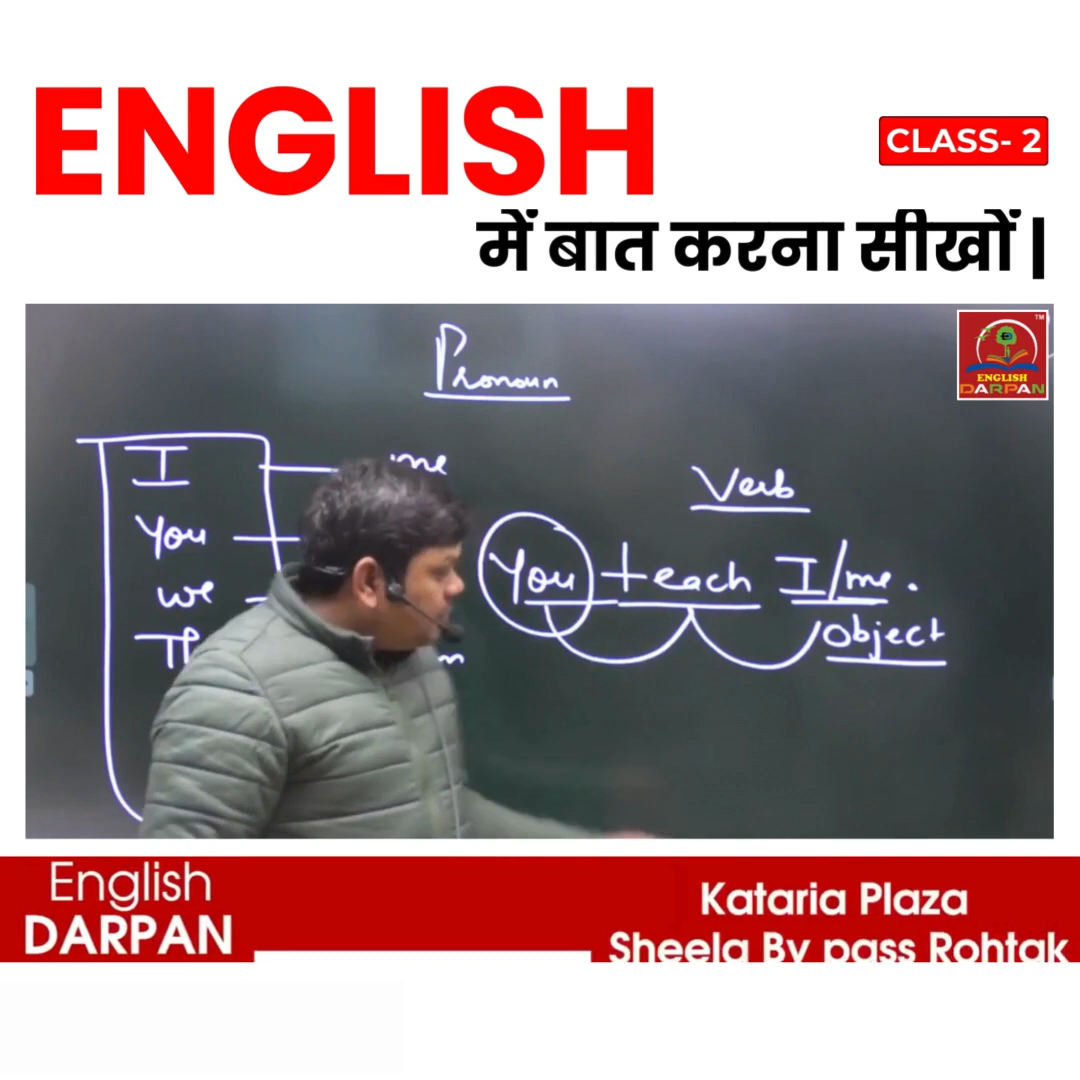 ENGLISH
CLASS- 2
में बात करना सीखों |
TM
ENGLISH
DARPAN
Pronoun
I me
You
we
Verb
You teach I/me.
object
English
DARPAN
Kataria Plaza
Sheela By pass Rohtak